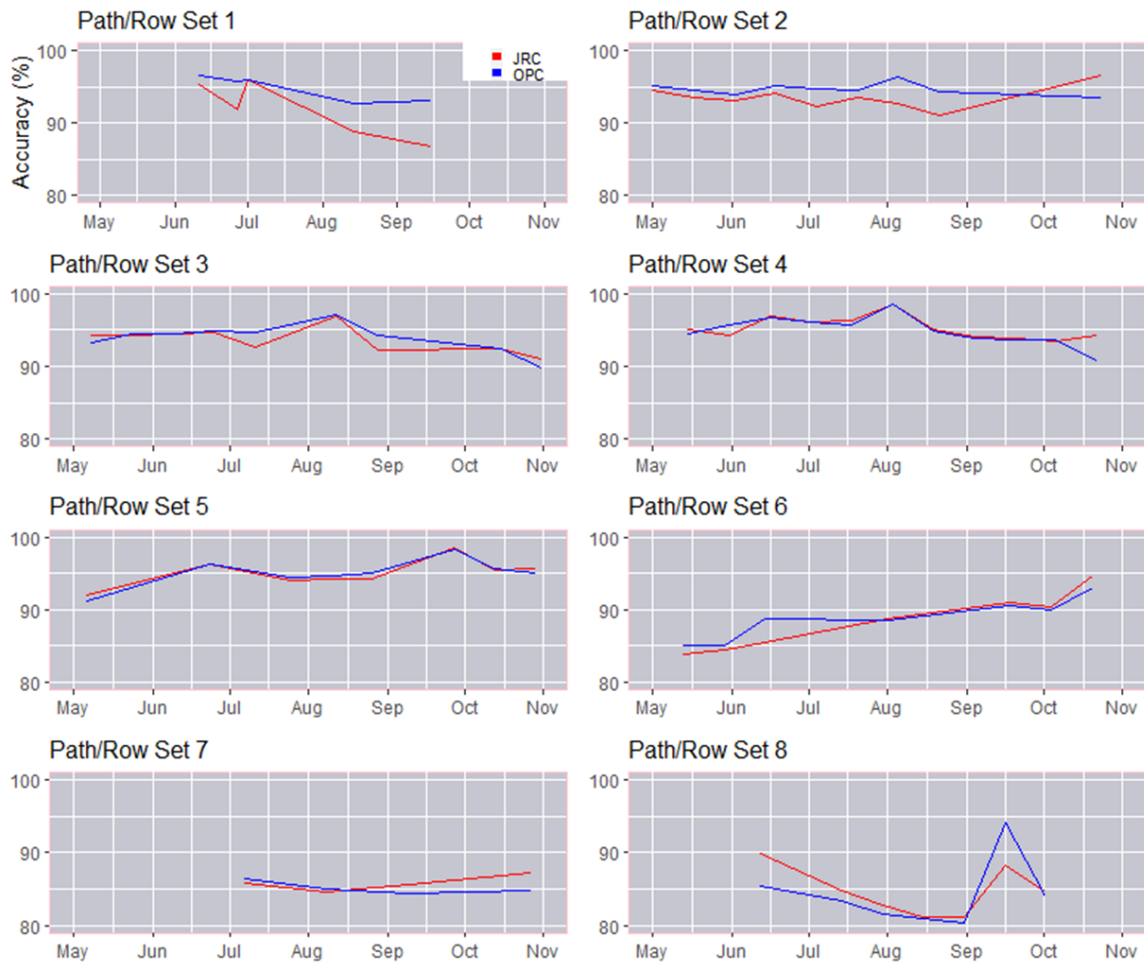 Path/Row Set 1
Path/Row Set 2
Accuracy (%)
100
90
80
JRC
OPC
May Jun Jul Aug Sep Oct Nov
100
90
80
May Jun Jul Aug Sep Oct Nov
Path/Row Set 3
Path/Row Set 4
100
90
80
May Jun Jul Aug Sep Oct Nov
100
90
80
May Jun Jul Aug Sep Oct Nov
Path/Row Set 5
Path/Row Set 6
100
90
80
May Jun Jul Aug Sep Oct Nov
100
90
80
May Jun Jul Aug Sep Oct Nov
Path/Row Set 7
Path/Row Set 8
100
90
80
May Jun Jul Aug Sep Oct Nov
100
90
80
May Jun Jul Aug Sep Oct Nov